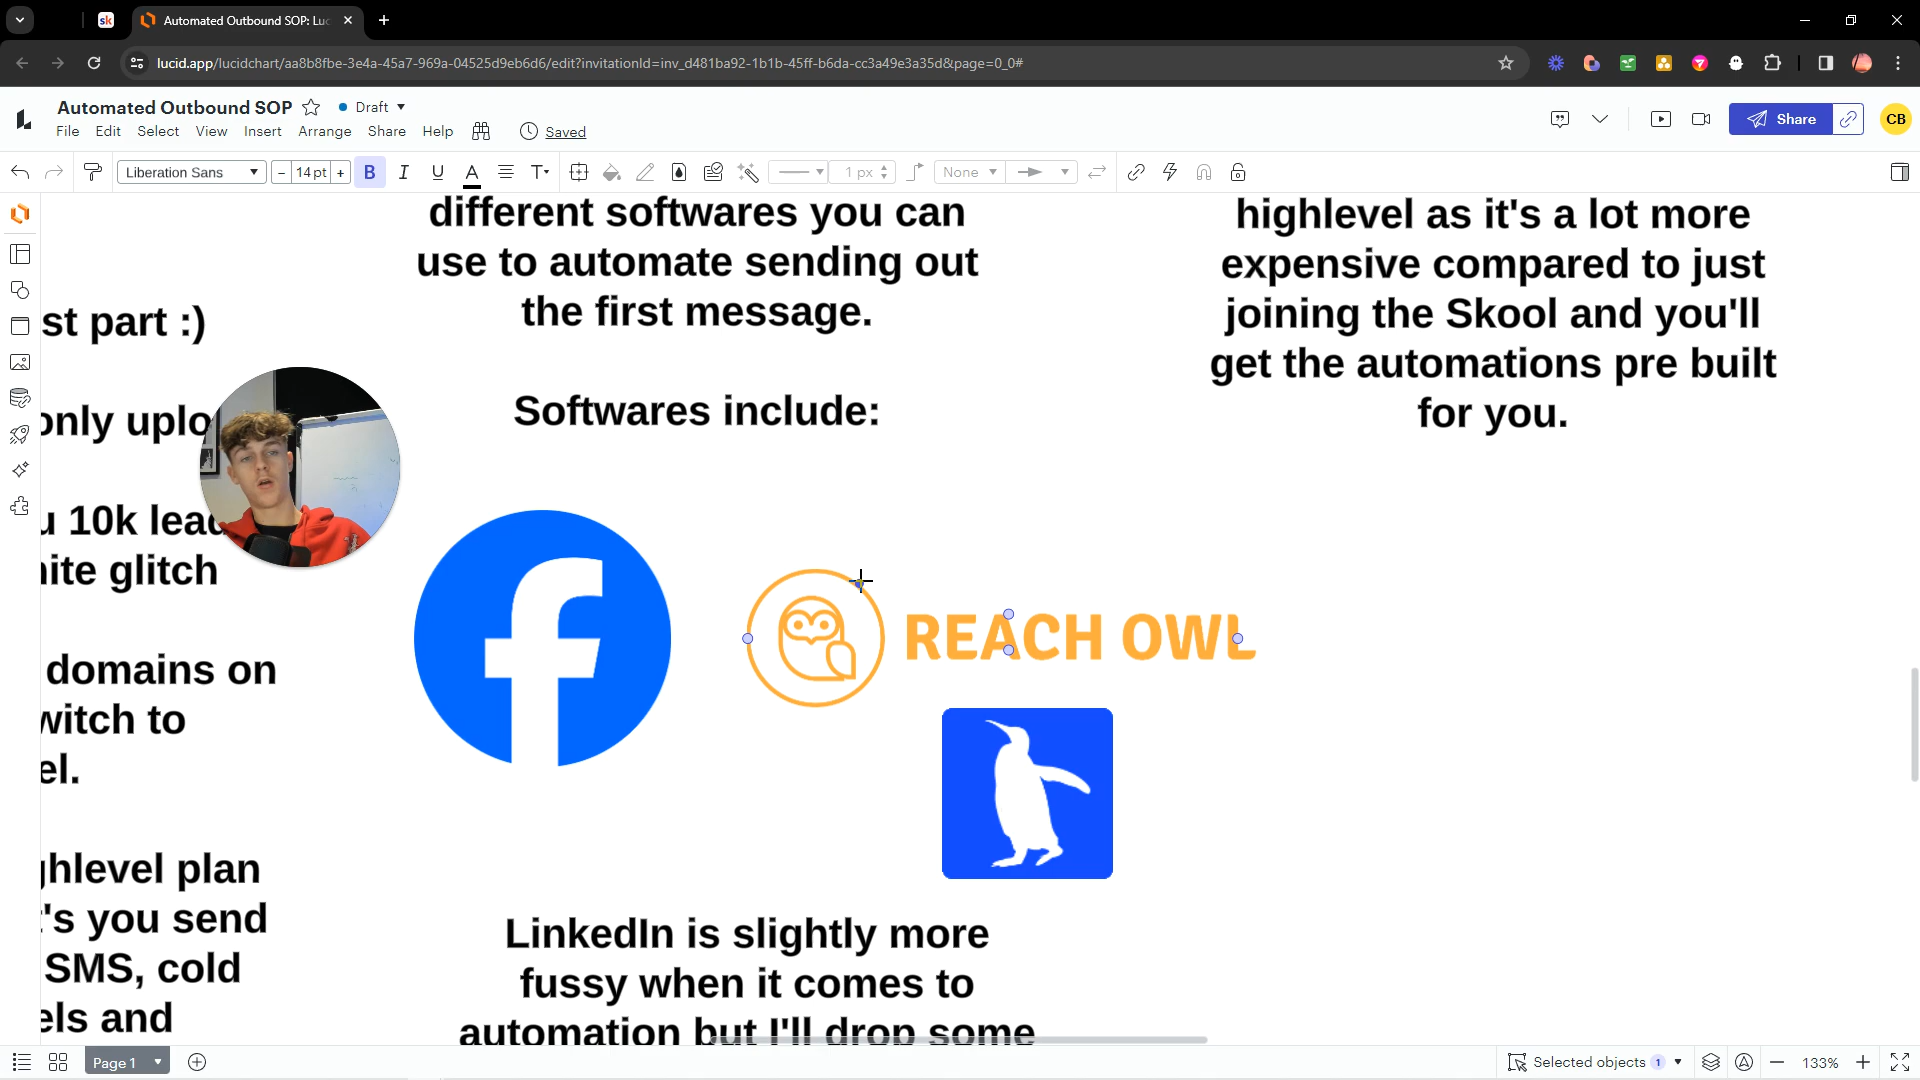 Automated Outbound SOP: Luc
lucid.app/lucidchart/aa8b8fbe-3e4a-45a7-969a-04525d9eb6d6/edit?invitationId=inv_d481ba92-1b1b-45ff-b6da-cc3a49e3a35d&page=0_0#
Automated Outbound SOP
Draft
File Edit Select View Insert Arrange Share Help
Saved
Share
CB
Liberation Sans
- 14 pt +
B I U A T
1 px
None
different softwares you can
use to automate sending out
the first message.
Softwares include:
highlevel as it's a lot more
expensive compared to just
joining the Skool and you'll
get the automations pre built
for you.
st part :)
only uplo
u 10k lead
nite glitch
domains on
witch to
el.
ghlevel plan
t's you send
SMS, cold
els and
REACH OWL
LinkedIn is slightly more
fussy when it comes to
automation but I'll drop some
Page 1
Selected objects 1
133%